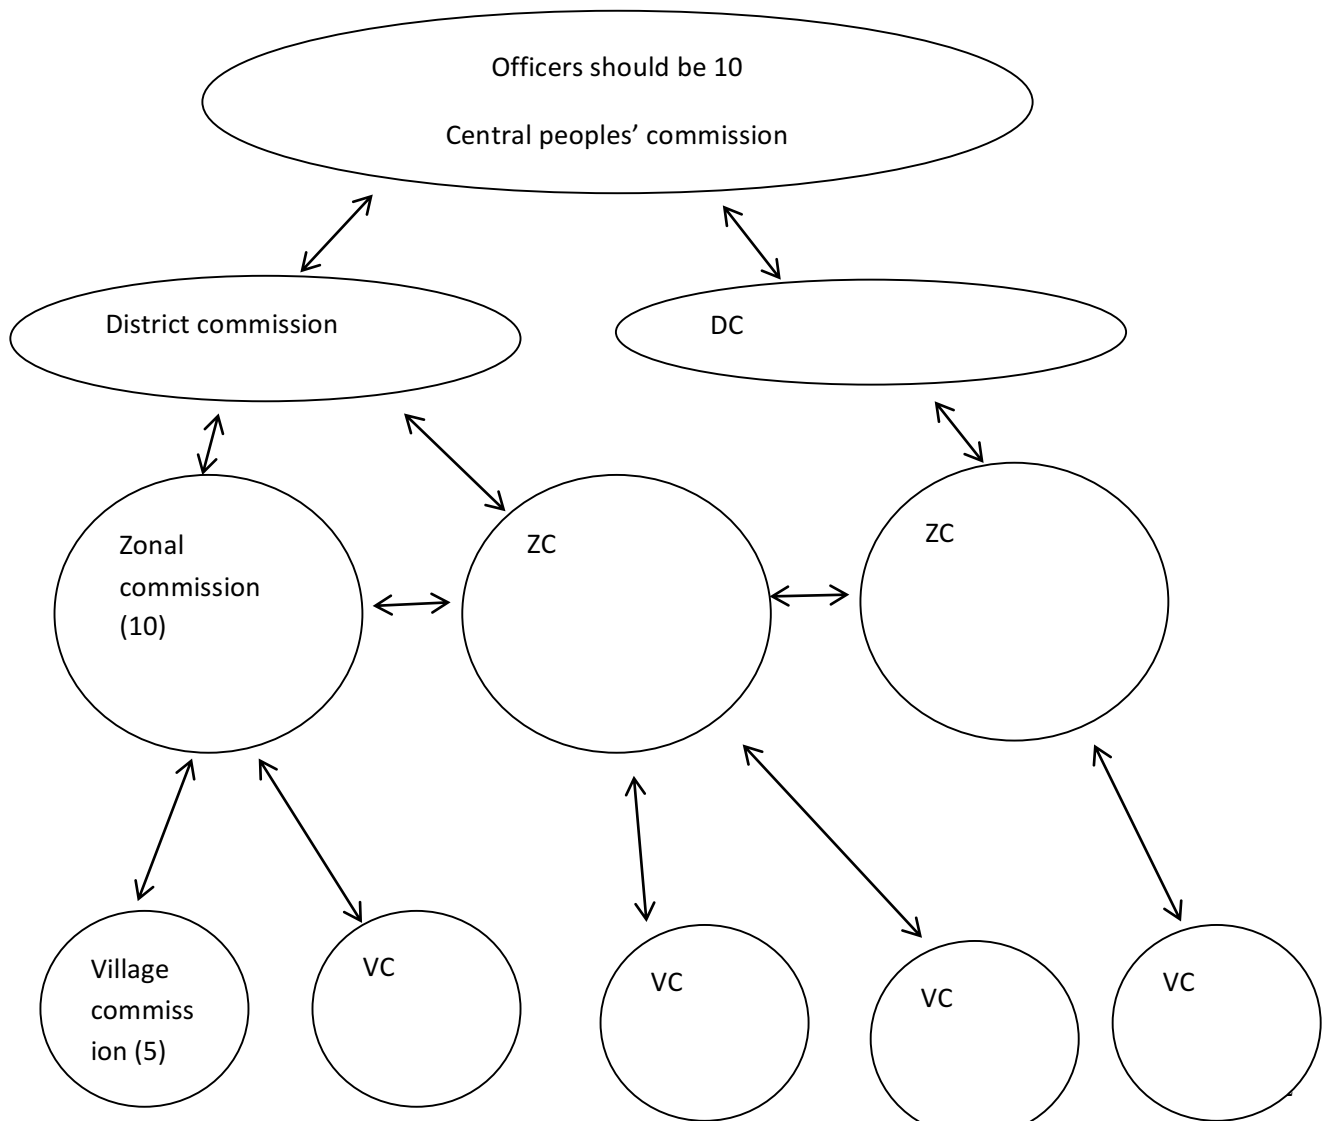 Officers should be 10
Central peoples’ commission
District commission
DC
Zonal
commission
(10)
ZC
ZC
Village
commiss
ion (5)
VC
VC
VC
VC